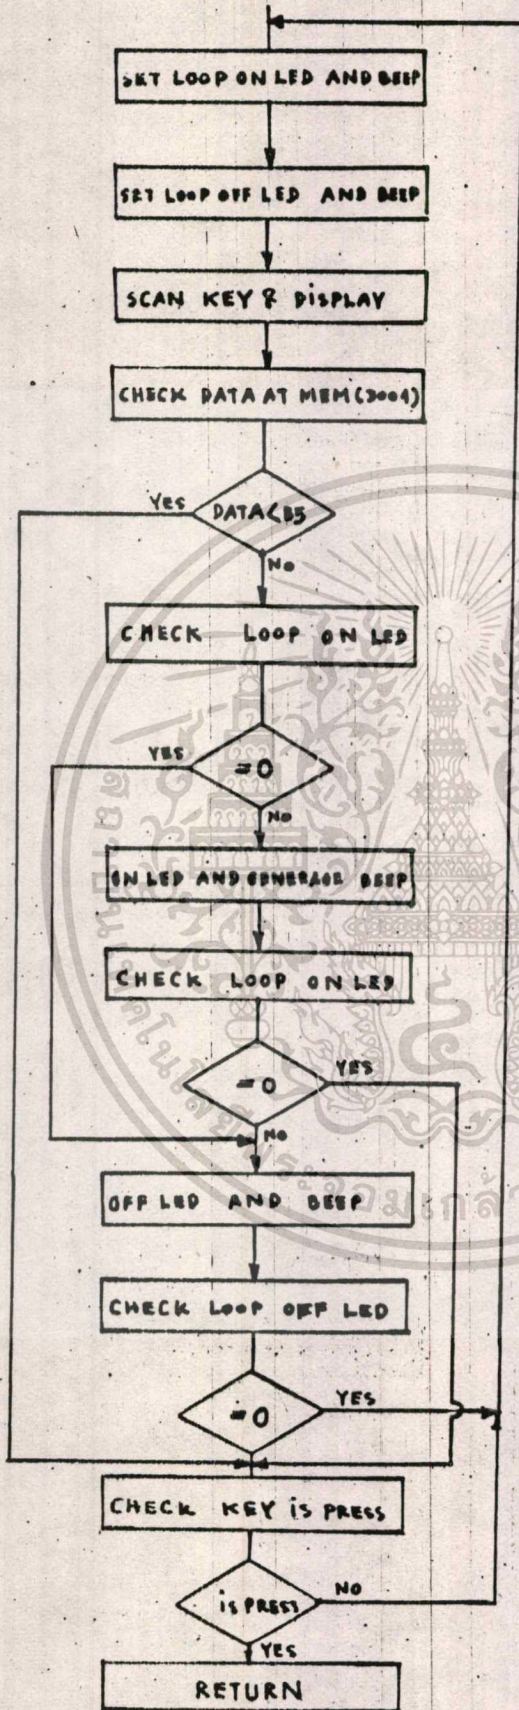 SET LOOP ON LED AND BEEP
SET LOOP OFF LED AND BEEP
SCAN KEY & DISPLAY
CHECK DATA AT MEM(3001)
YES
DATA<B5
NO
CHECK LOOP ON LED
YES
=0
NO
ON LED AND GENERAGE BEEP
CHECK LOOP ON LED
=0
YES
NO
OFF LED AND BEEP
CHECK LOOP OFF LED
=0
YES
CHECK KEY is PRESS
is PRESS
NO
YES
RETURN